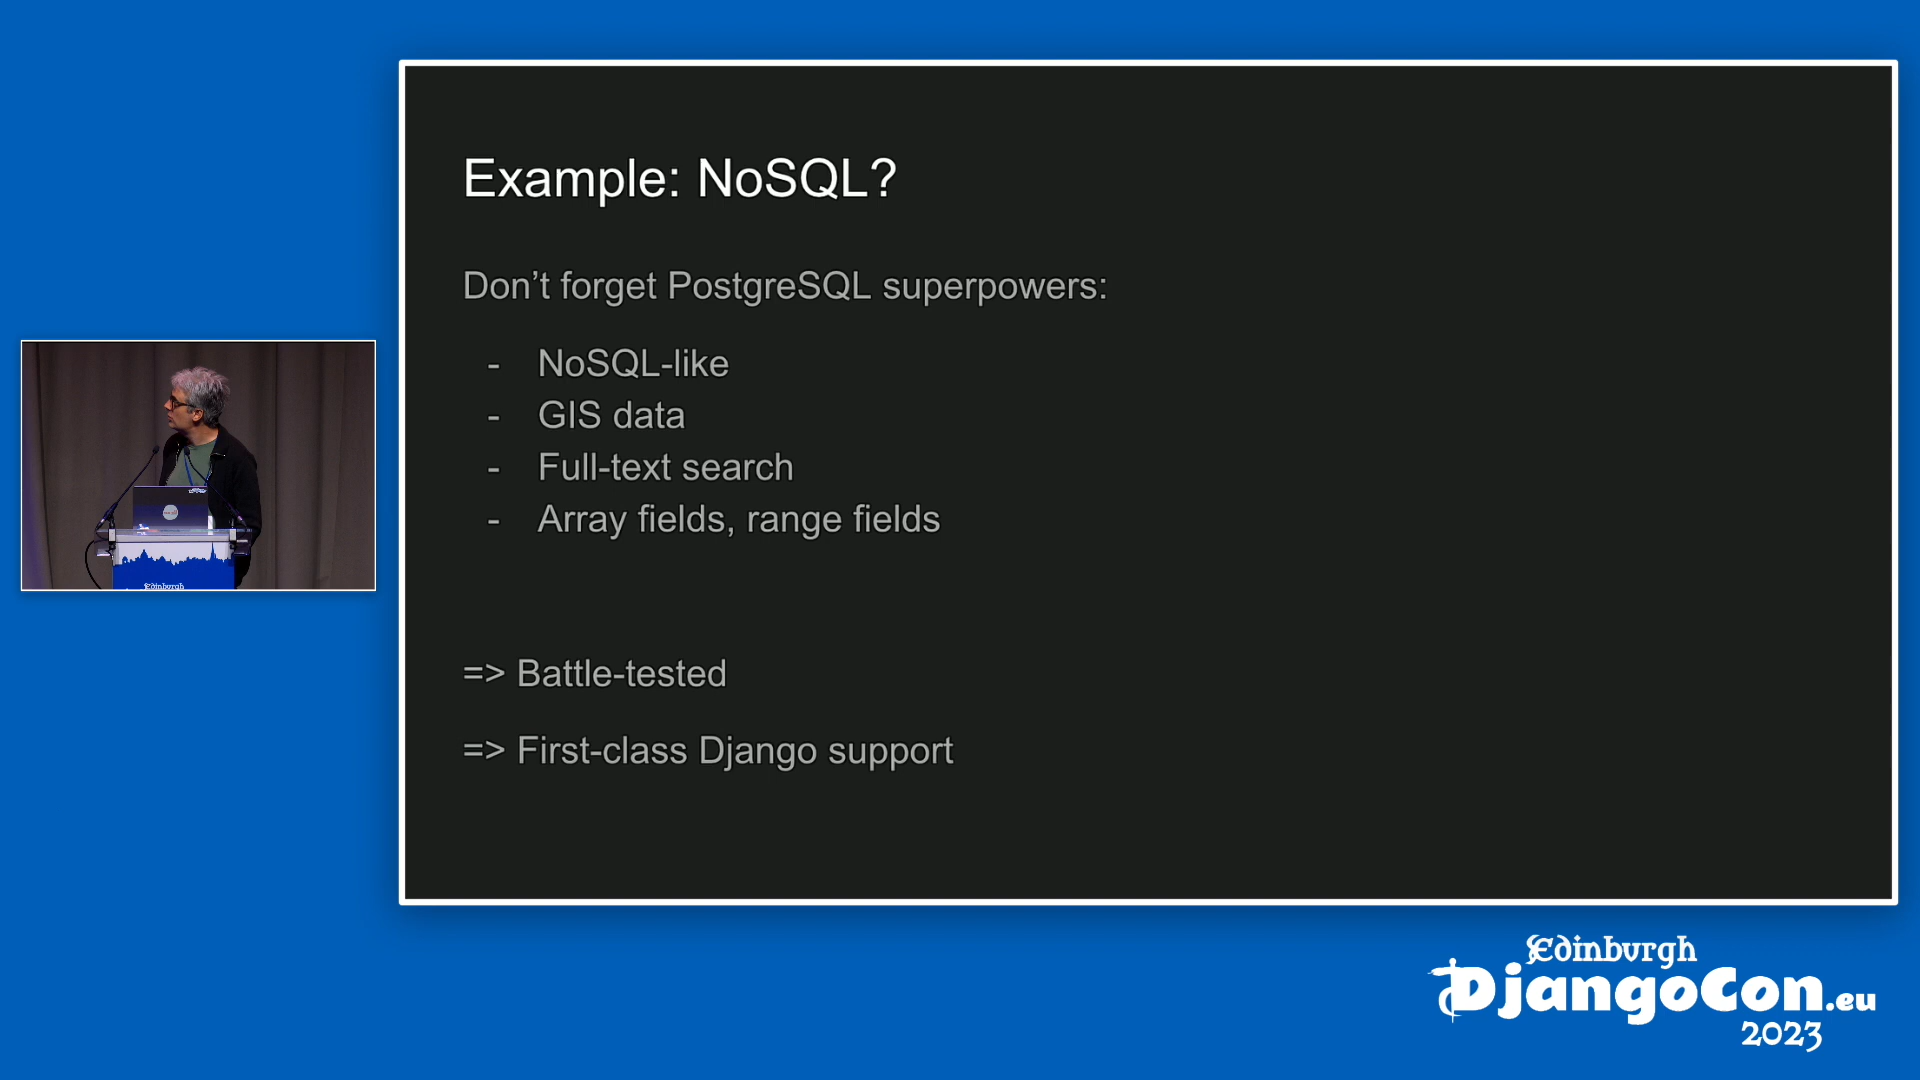 Example: NoSQL?
Don’t forget PostgreSQL superpowers:
- NoSQL-like
- GIS data
- Full-text search
- Array fields, range fields
=> Battle-tested
=> First-class Django support
Edinburgh
Edinburgh
DjangoCon.eu
2023